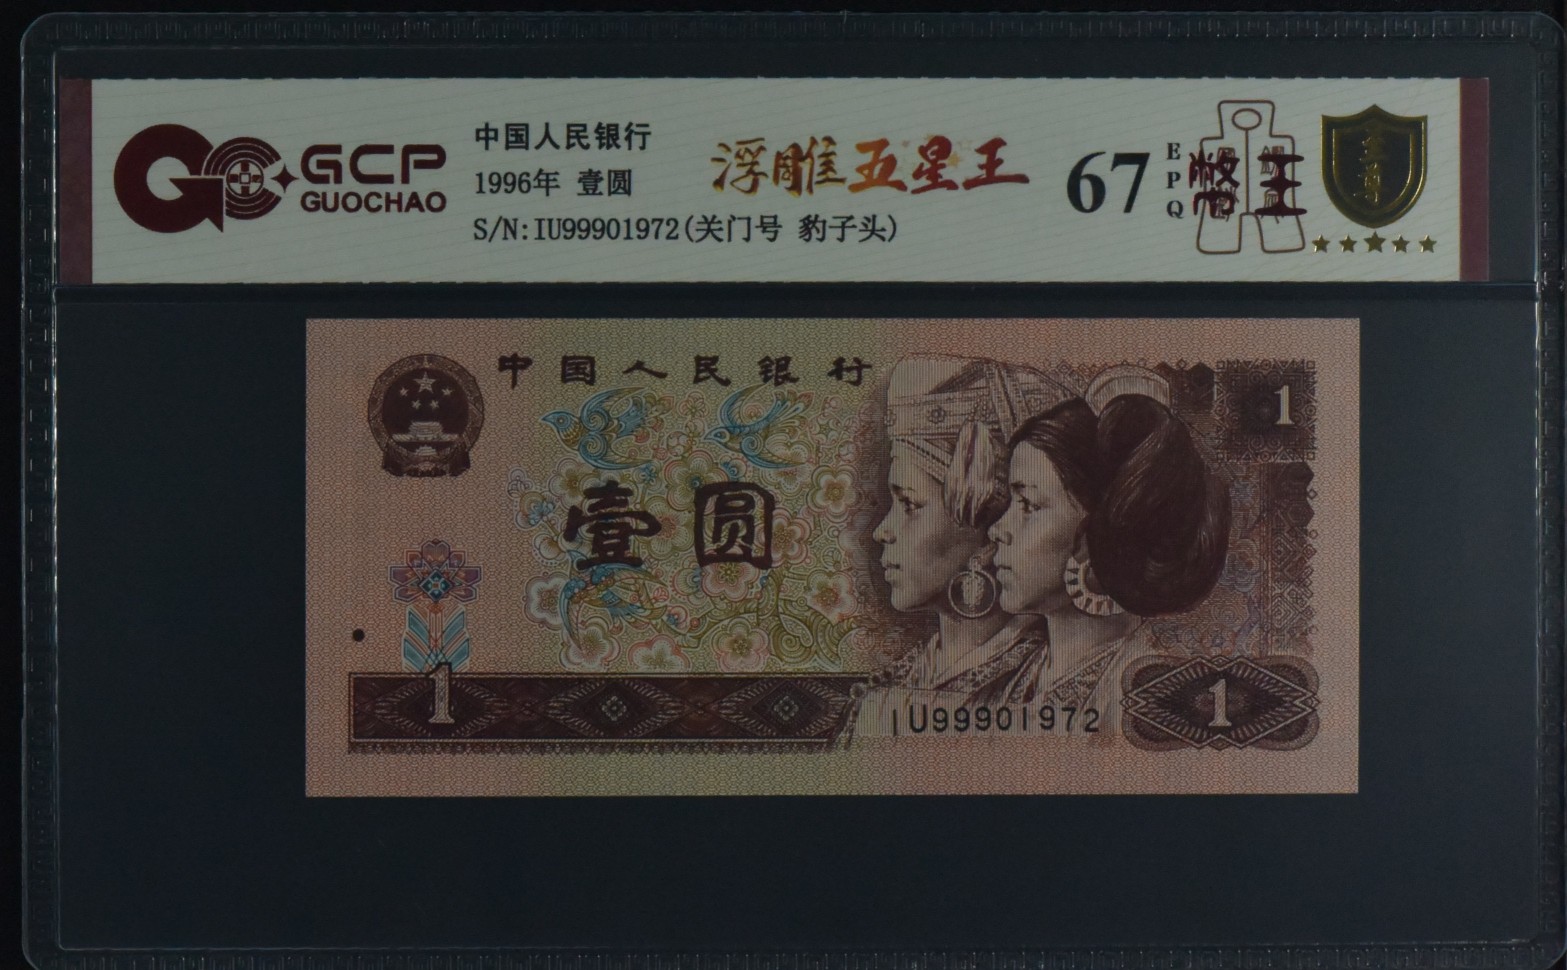 GCP
GUOCHAO
中国人民银行
1996年 壹圆
S/N:IU99901972(关门号 豹子头)
浮雕五星王
67
EPQ
至尊
中国人民银行
1
壹圆
1
IU99901972
1